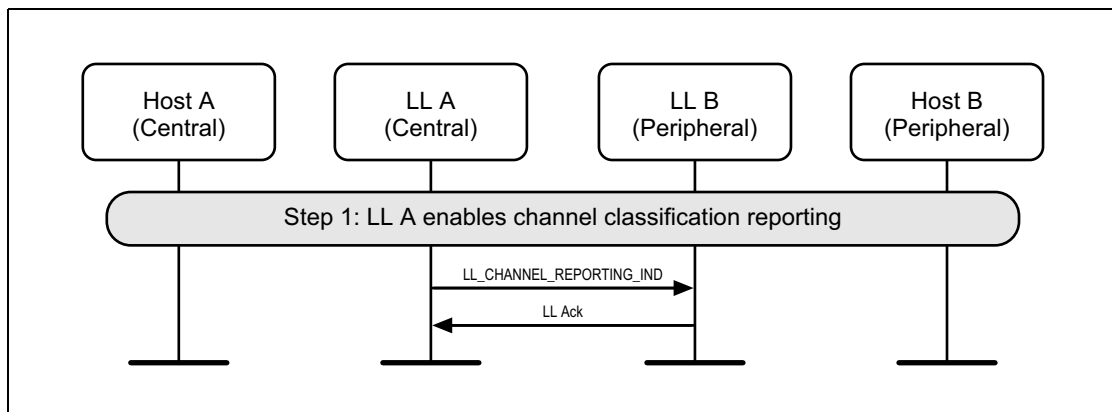 Host A
(Central)
LL A
(Central)
LL B
(Peripheral)
Host B
(Peripheral)
Step 1: LL A enables channel classification reporting
LL_CHANNEL_REPORTING_IND
LL Ack